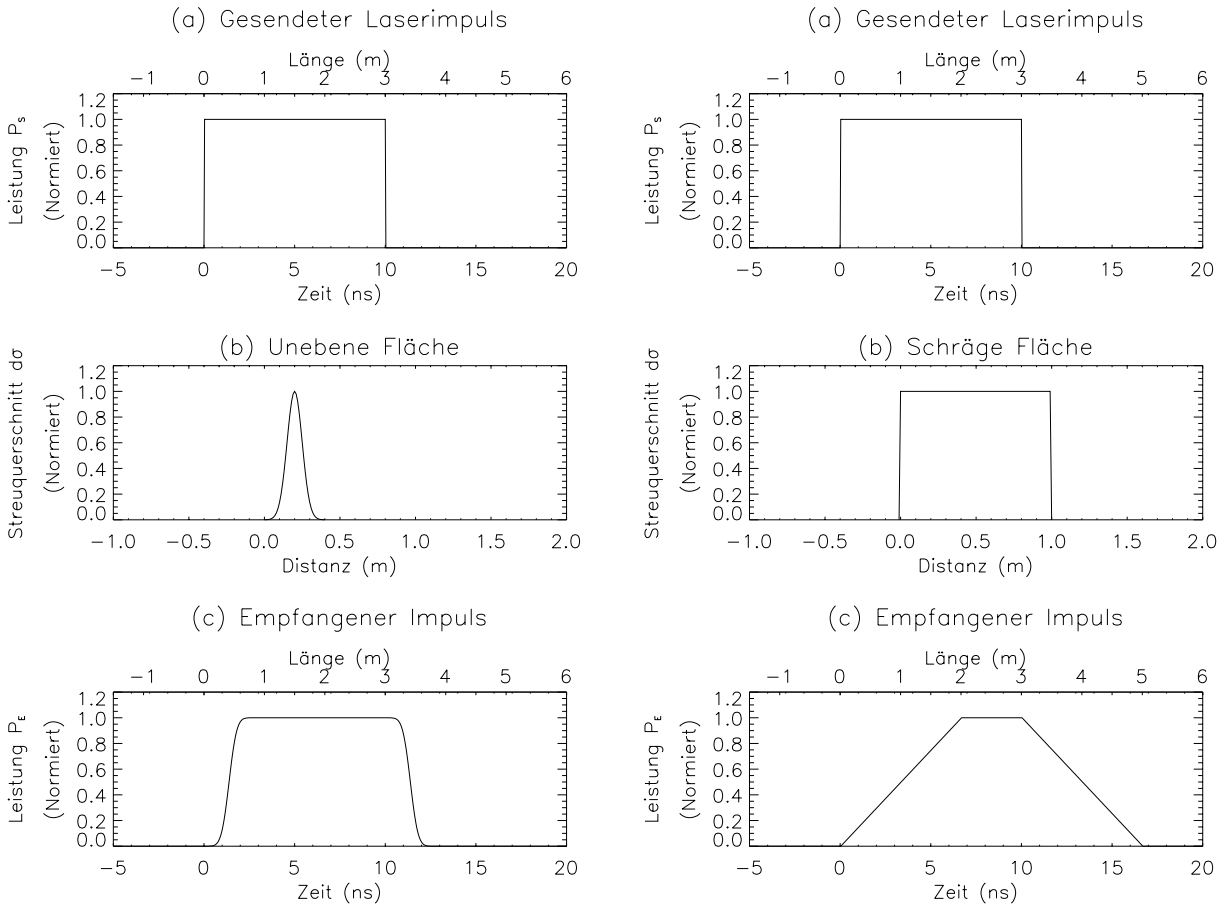 (a) Gesendeter Laserimpuls
Länge (m)
−1 0 1 2 3 4 5 6
Leistung Ps
(Normiert)
1.2
1.0
0.8
0.6
0.4
0.2
0.0
−5 0 5 10 15 20
Zeit (ns)
(b) Unebene Fläche
Streuquerschnitt dσ
(Normiert)
1.2
1.0
0.8
0.6
0.4
0.2
0.0
−1.0 −0.5 0.0 0.5 1.0 1.5 2.0
Distanz (m)
(c) Empfangener Impuls
Länge (m)
−1 0 1 2 3 4 5 6
Leistung PE
(Normiert)
1.2
1.0
0.8
0.6
0.4
0.2
0.0
−5 0 5 10 15 20
Zeit (ns)
(a) Gesendeter Laserimpuls
Länge (m)
−1 0 1 2 3 4 5 6
Leistung Ps
(Normiert)
1.2
1.0
0.8
0.6
0.4
0.2
0.0
−5 0 5 10 15 20
Zeit (ns)
(b) Schräge Fläche
Streuquerschnitt dσ
(Normiert)
1.2
1.0
0.8
0.6
0.4
0.2
0.0
−1.0 −0.5 0.0 0.5 1.0 1.5 2.0
Distanz (m)
(c) Empfangener Impuls
Länge (m)
−1 0 1 2 3 4 5 6
Leistung PE
(Normiert)
1.2
1.0
0.8
0.6
0.4
0.2
0.0
−5 0 5 10 15 20
Zeit (ns)